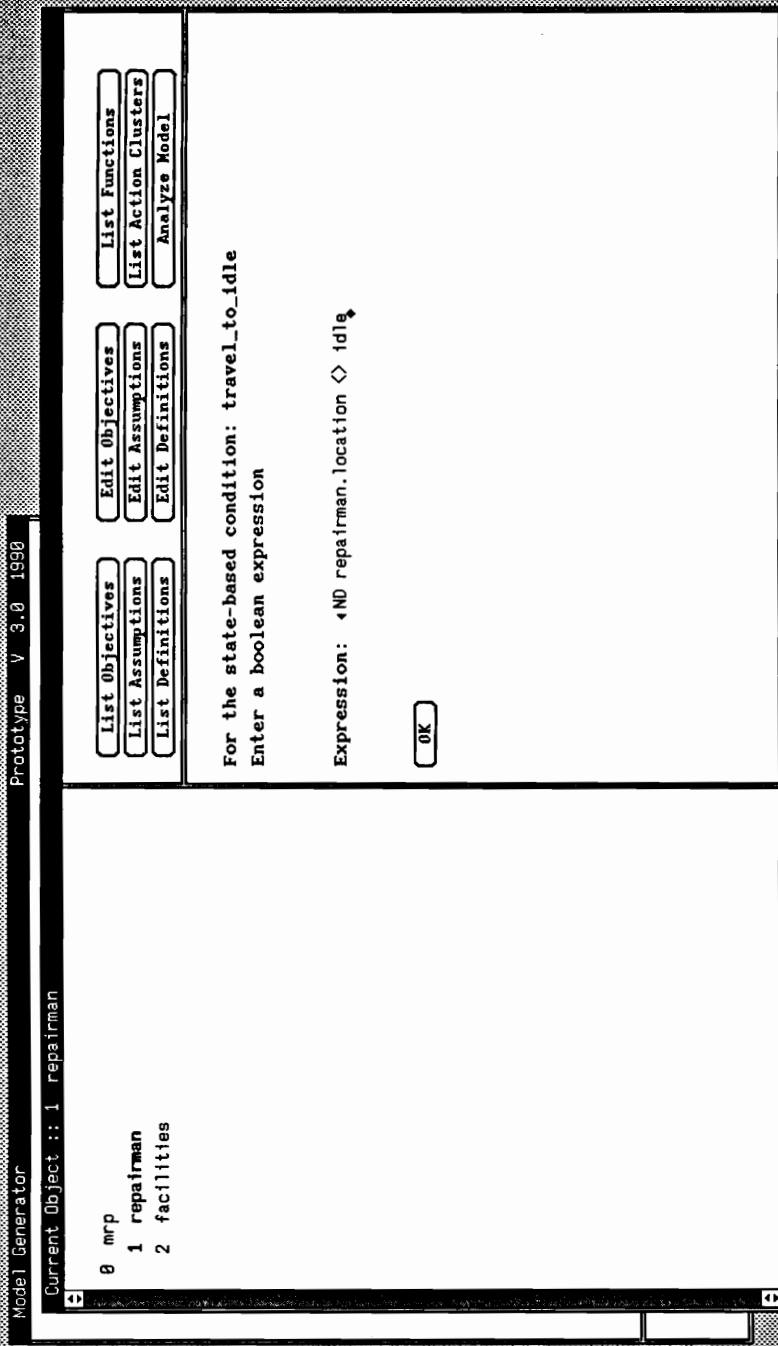 Model Generator Prototype V 3.0 1990
Current Object :: 1 repairman
0 mrp
1 repairman
2 facilities
List Objectives Edit Objectives List Functions
List Assumptions Edit Assumptions List Action Clusters
List Definitions Edit Definitions Analyze Model
For the state-based condition: travel_to_idle
Enter a boolean expression
Expression: ND repairman.location <> idle
OK